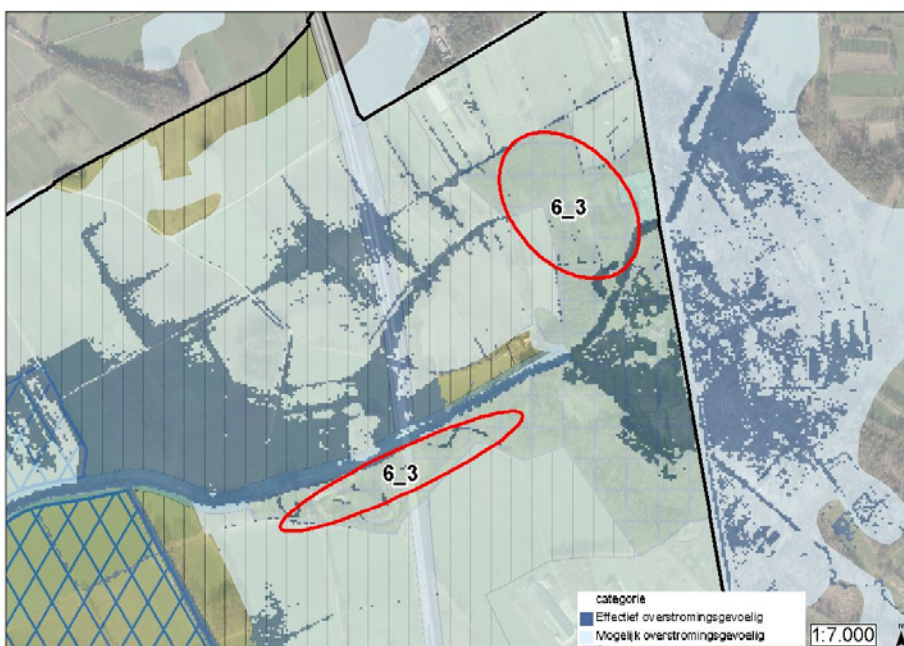 6_3
6_3
categorie
Effectief overstromingsgevoelig
Mogelijk overstromingsgevoelig
1:7.000
N